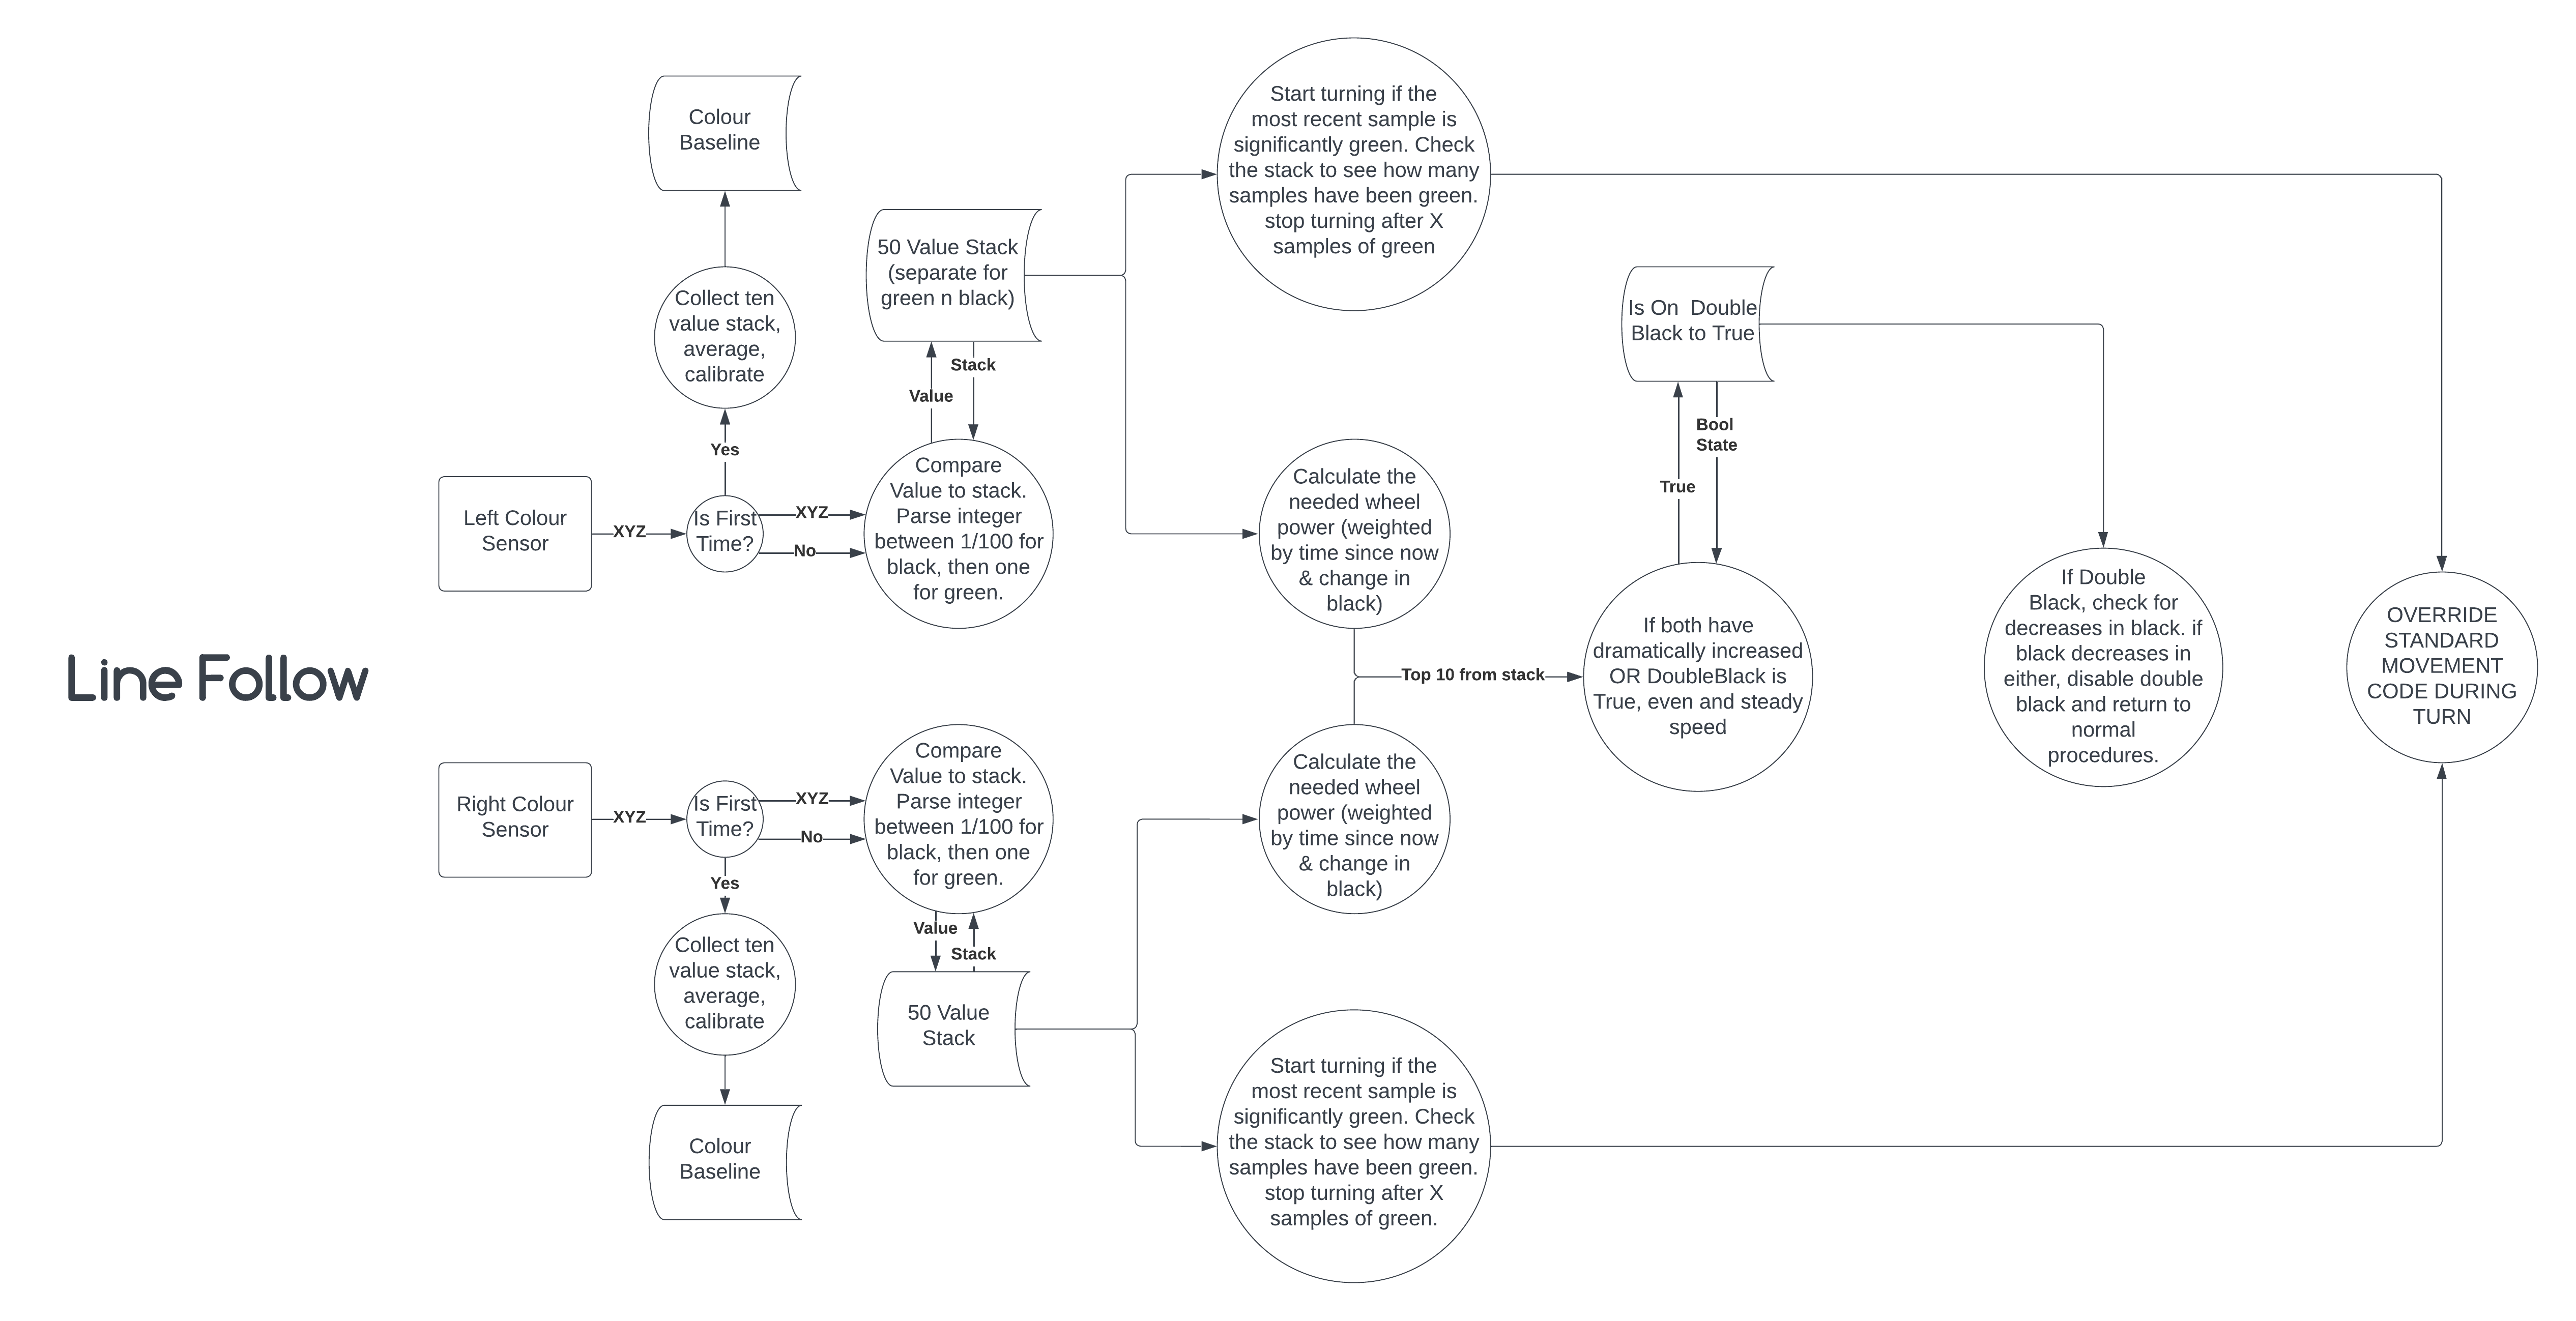 Line Follow
Colour
Baseline
Collect ten
value stack,
average,
calibrate
Yes
Left Colour
Sensor
XYZ
Is First
Time?
XYZ
No
50 Value Stack
(separate for
green n black)
Value
Stack
Compare
Value to stack.
Parse integer
between 1/100 for
black, then one
for green.
Start turning if the
most recent sample is
significantly green. Check
the stack to see how many
samples have been green.
stop turning after X
samples of green
Calculate the
needed wheel
power (weighted
by time since now
& change in
black)
Right Colour
Sensor
XYZ
Is First
Time?
XYZ
No
Yes
Collect ten
value stack,
average,
calibrate
Colour
Baseline
Compare
Value to stack.
Parse integer
between 1/100 for
black, then one
for green.
Value
Stack
50 Value
Stack
Calculate the
needed wheel
power (weighted
by time since now
& change in
black)
Start turning if the
most recent sample is
significantly green. Check
the stack to see how many
samples have been green.
stop turning after X
samples of green.
Top 10 from stack
Is On  Double
Black to True
True
Bool
State
If both have
dramatically increased
OR DoubleBlack is
True, even and steady
speed
If Double
Black, check for
decreases in black. if
black decreases in
either, disable double
black and return to
normal
procedures.
OVERRIDE
STANDARD
MOVEMENT
CODE DURING
TURN